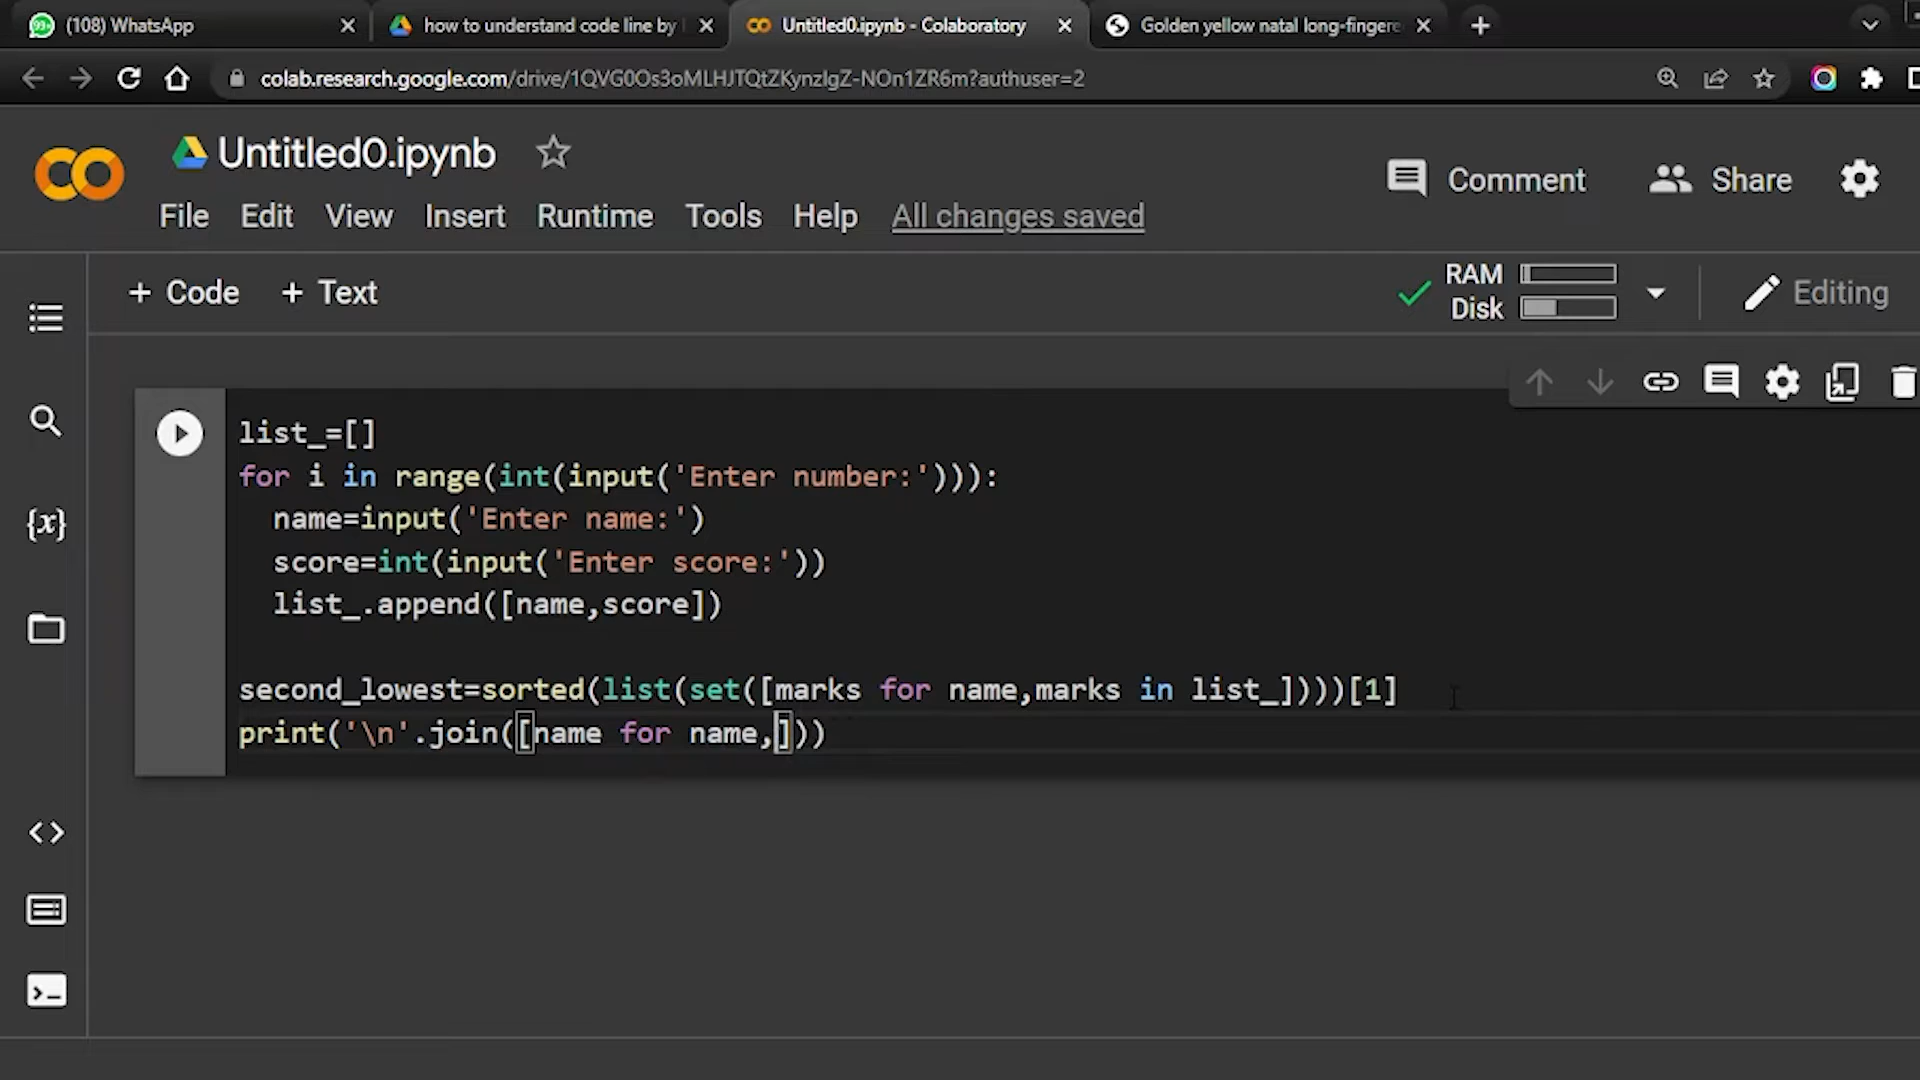 (108) WhatsApp
how to understand code line by
Untitled0.ipynb - Colaboratory
Golden yellow natal long-fingere
colab.research.google.com/drive/1QVG0Os3oMLHJTQtZKynzIgZ-NOn1ZR6m?authuser=2
Untitled0.ipynb
Comment
Share
File Edit View Insert Runtime Tools Help All changes saved
+ Code + Text
RAM
Disk
Editing
list_=[]
for i in range(int(input('Enter number:'))):
  name=input('Enter name:')
  score=int(input('Enter score:'))
  list_.append([name,score])
second_lowest=sorted(list(set([marks for name,marks in list_])))[1]
print('\n'.join([name for name,]))